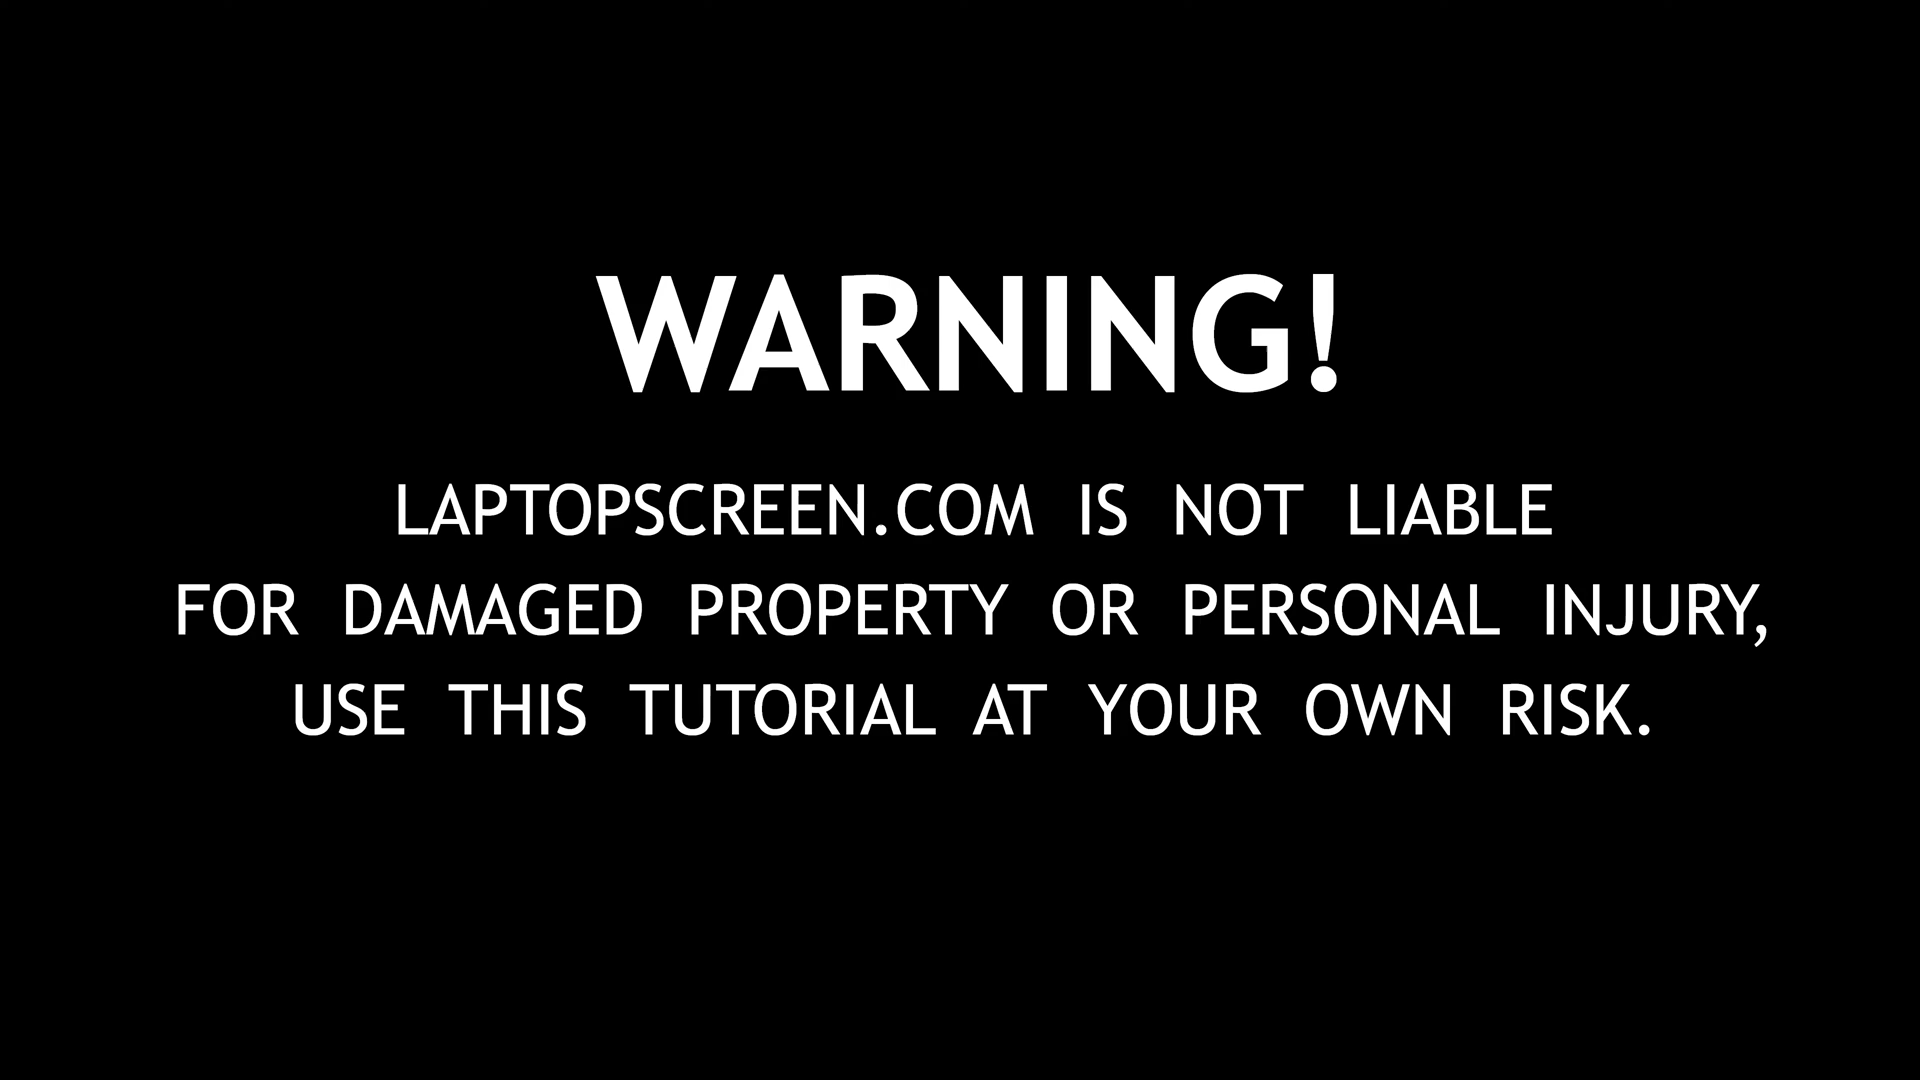 WARNING!
LAPTOPSCREEN.COM IS NOT LIABLE
FOR DAMAGED PROPERTY OR PERSONAL INJURY,
USE THIS TUTORIAL AT YOUR OWN RISK.